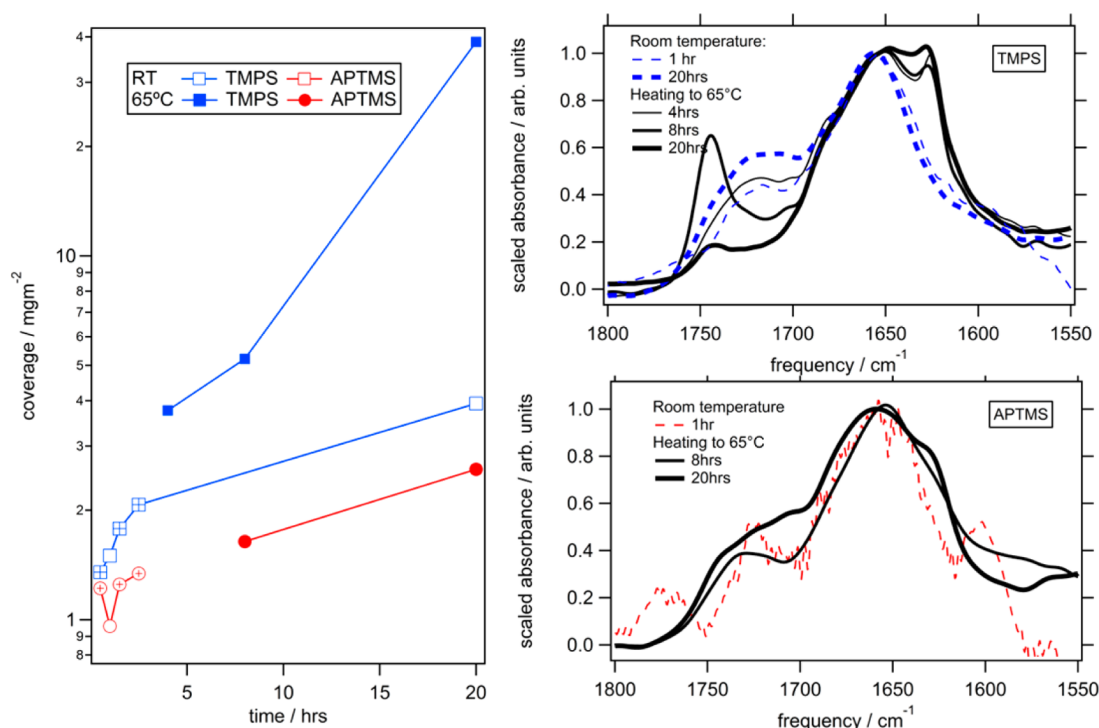 RT TMPS APTMS
65ºC TMPS APTMS
4
3
2
10
9
8
7
6
5
4
3
2
1
9
8
coverage / mgm-2
5 10 15 20
time / hrs
Room temperature:
1 hr
20hrs
Heating to 65°C
4hrs
8hrs
20hrs
TMPS
1.0
0.8
0.6
0.4
0.2
0.0
scaled absorbance / arb. units
1800 1750 1700 1650 1600 1550
frequency / cm-1
Room temperature
1hr
Heating to 65°C
8hrs
20hrs
APTMS
1.0
0.8
0.6
0.4
0.2
0.0
scaled absorbance / arb. units
1800 1750 1700 1650 1600 1550
frequency / cm-1